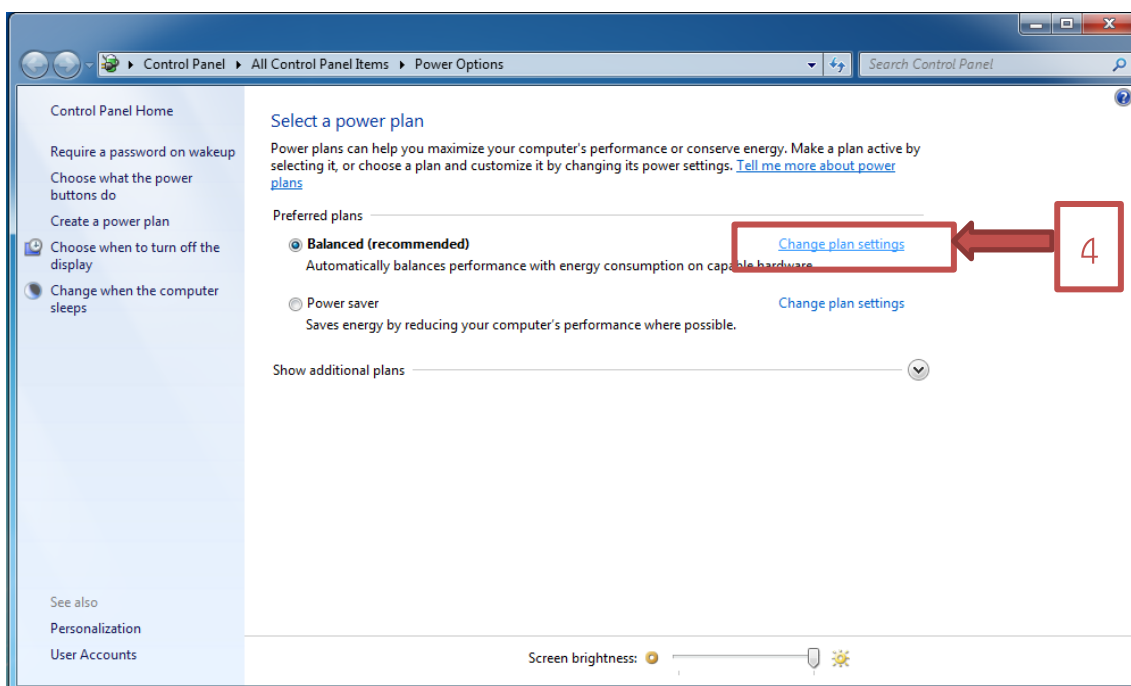 Control Panel All Control Panel Items Power Options Search Control Panel
Control Panel Home
Require a password on wakeup
Choose what the power
buttons do
Create a power plan
Choose when to turn off the
display
Change when the computer
sleeps
Select a power plan
Power plans can help you maximize your computer's performance or conserve energy. Make a plan active by
selecting it, or choose a plan and customize it by changing its power settings. Tell me more about power
plans
Preferred plans
Balanced (recommended) Change plan settings
Automatically balances performance with energy consumption on capable hardware.
4
Power saver Change plan settings
Saves energy by reducing your computer's performance where possible.
Show additional plans
See also
Personalization
User Accounts
Screen brightness: